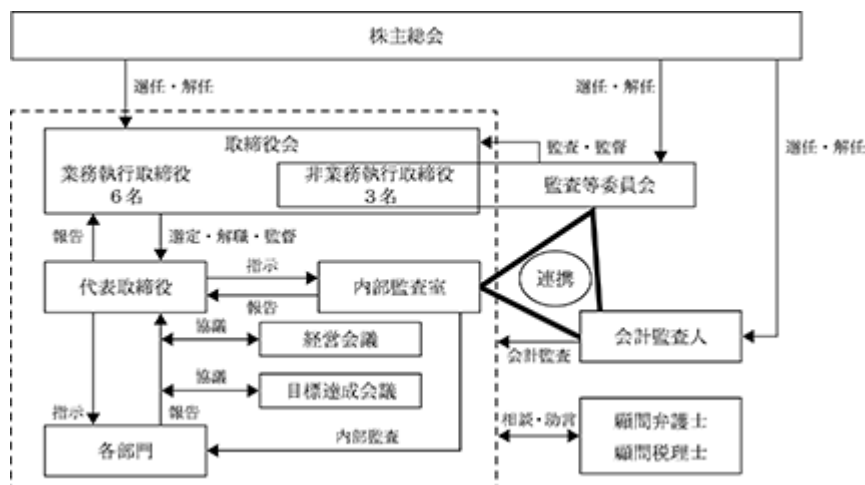 株主総会
選任・解任
選任・解任
選任・解任
取締役会
監査・監督
業務執行取締役
6名
非業務執行取締役
3名
監査等委員会
報告
選定・解職・監督
代表取締役
指示
報告
内部監査室
連携
協議
経営会議
会計監査
会計監査人
協議
目標達成会議
指示
報告
各部門
内部監査
相談・助言
顧問弁護士
顧問税理士